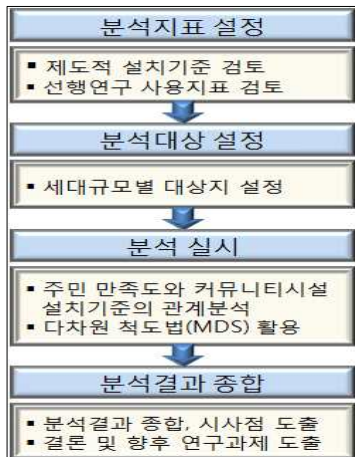 분석지표 설정
▪ 제도적 설치기준 검토
▪ 선행연구 사용지표 검토
분석대상 설정
▪ 세대규모별 대상지 설정
분석 실시
▪ 주민 만족도와 커뮤니티시설
설치기준의 관계분석
▪ 다차원 척도법(MDS) 활용
분석결과 종합
▪ 분석결과 종합, 시사점 도출
▪ 결론 및 향후 연구과제 도출